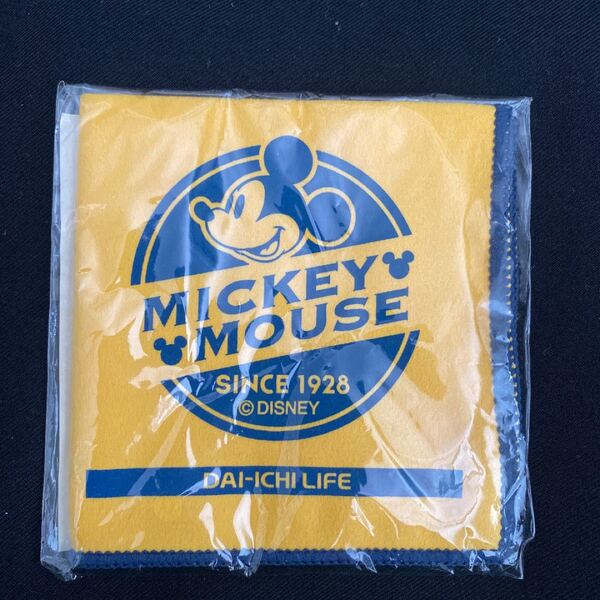 MICKEY
MOUSE
SINCE 1928
© DISNEY
DAI-ICHI LIFE